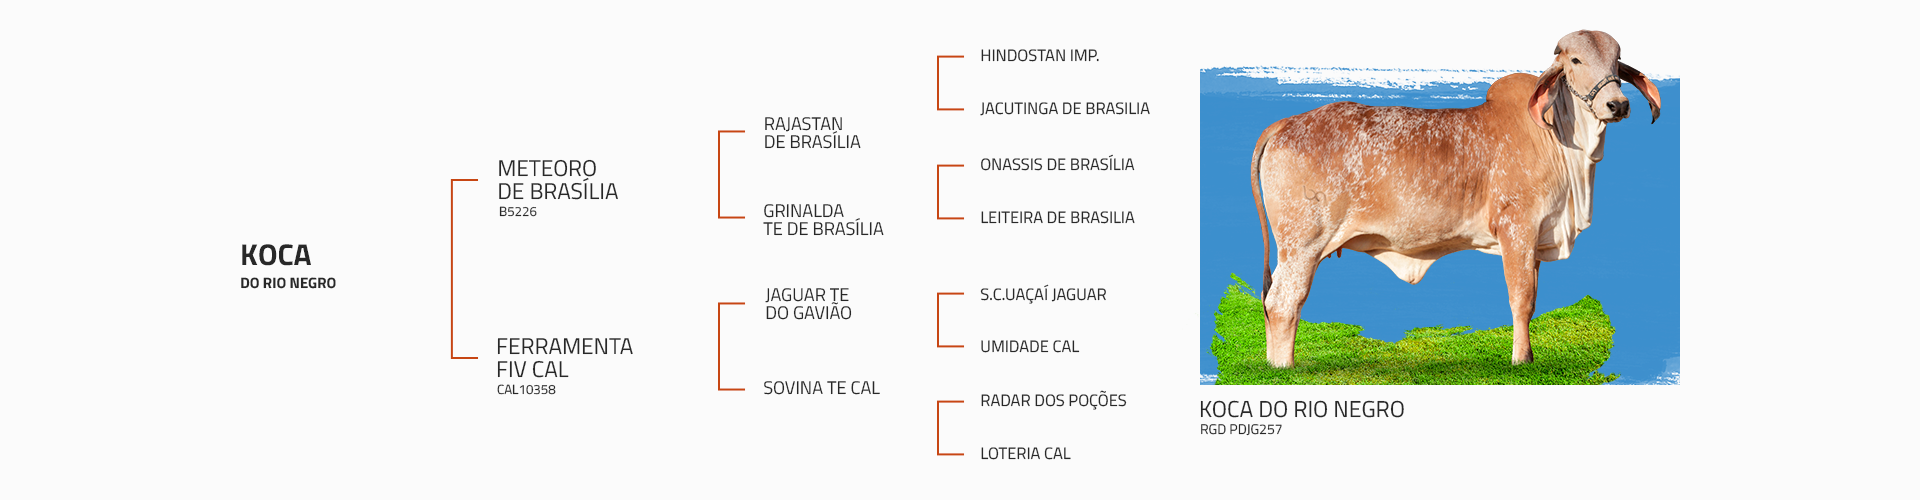 KOCA
DO RIO NEGRO
METEORO
DE BRASÍLIA
B5226
FERRAMENTA
FIV CAL
CAL10358
RAJASTAN
DE BRASÍLIA
GRINALDA
TE DE BRASÍLIA
JAGUAR TE
DO GAVIÃO
SOVINA TE CAL
HINDOSTAN IMP.
JACUTINGA DE BRASILIA
ONASSIS DE BRASÍLIA
LEITEIRA DE BRASILIA
S.C.UAÇAÍ JAGUAR
UMIDADE CAL
RADAR DOS POÇÕES
LOTERIA CAL
KOCA DO RIO NEGRO
RGD PDJG257